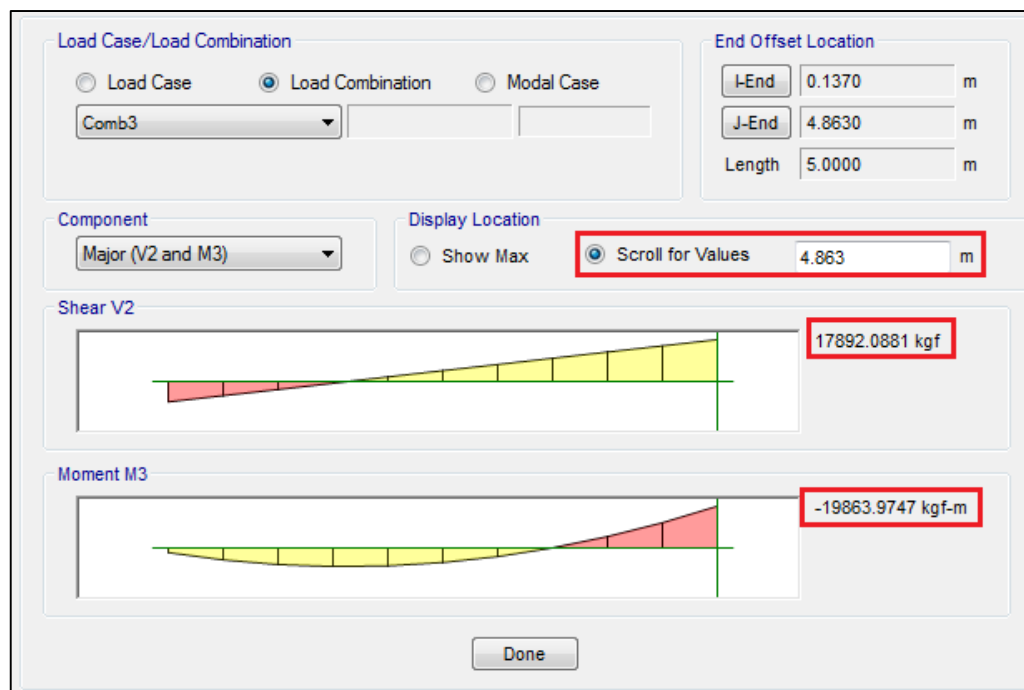 Load Case/Load Combination
Load Case Load Combination Modal Case
Comb3
End Offset Location
I-End 0.1370 m
J-End 4.8630 m
Length 5.0000 m
Component
Major (V2 and M3)
Display Location
Show Max Scroll for Values 4.863 m
Shear V2
17892.0881 kgf
Moment M3
-19863.9747 kgf-m
Done